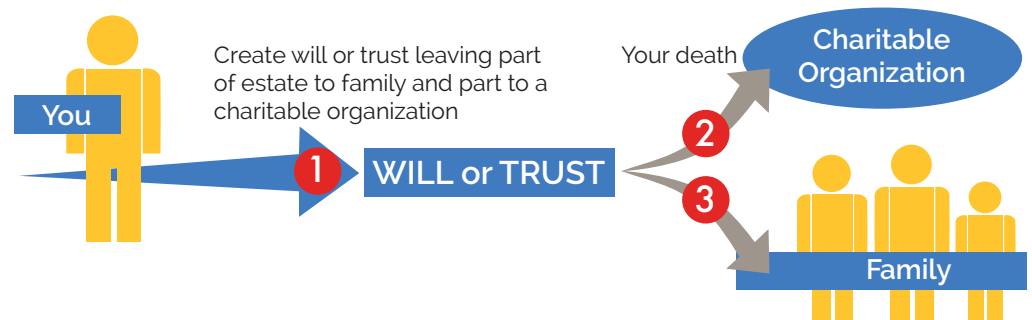 You
Create will or trust leaving part
of estate to family and part to a
charitable organization
1
WILL or TRUST
Your death
2
Charitable
Organization
3
Family